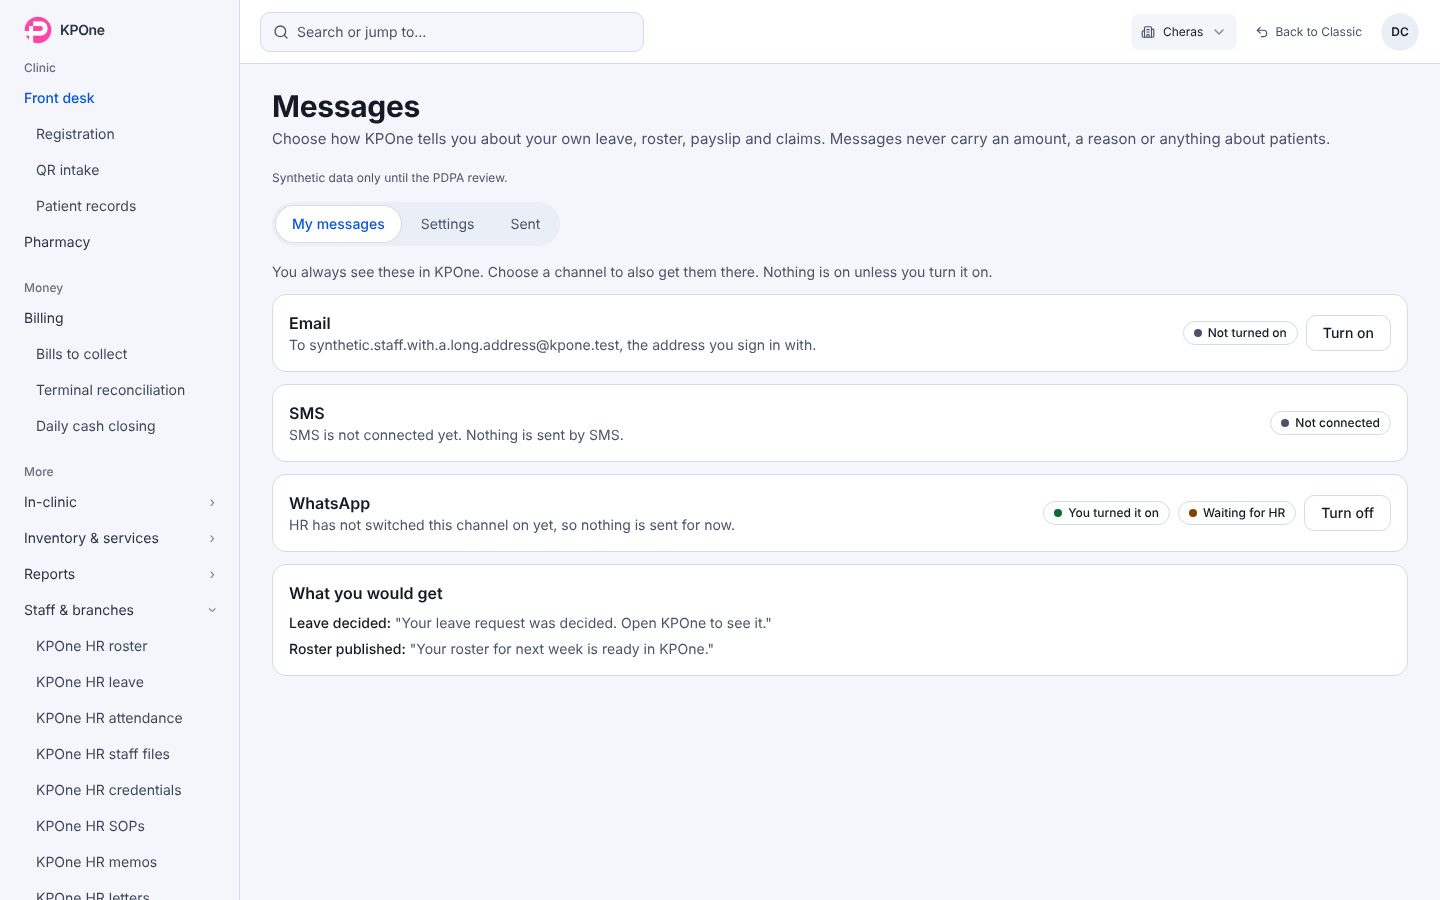 KPOne
Clinic
Front desk
Registration
QR intake
Patient records
Pharmacy
Money
Billing
Bills to collect
Terminal reconciliation
Daily cash closing
More
In-clinic
Inventory & services
Reports
Staff & branches
KPOne HR roster
KPOne HR leave
KPOne HR attendance
KPOne HR staff files
KPOne HR credentials
KPOne HR SOPs
KPOne HR memos
KPOne HR letters
Search or jump to...
Cheras
Back to Classic
DC
Messages
Choose how KPOne tells you about your own leave, roster, payslip and claims. Messages never carry an amount, a reason or anything about patients.
Synthetic data only until the PDPA review.
My messages Settings Sent
You always see these in KPOne. Choose a channel to also get them there. Nothing is on unless you turn it on.
Email
To synthetic.staff.with.a.long.address@kpone.test, the address you sign in with.
Not turned on
Turn on
SMS
SMS is not connected yet. Nothing is sent by SMS.
Not connected
WhatsApp
HR has not switched this channel on yet, so nothing is sent for now.
You turned it on
Waiting for HR
Turn off
What you would get
Leave decided: "Your leave request was decided. Open KPOne to see it."
Roster published: "Your roster for next week is ready in KPOne."